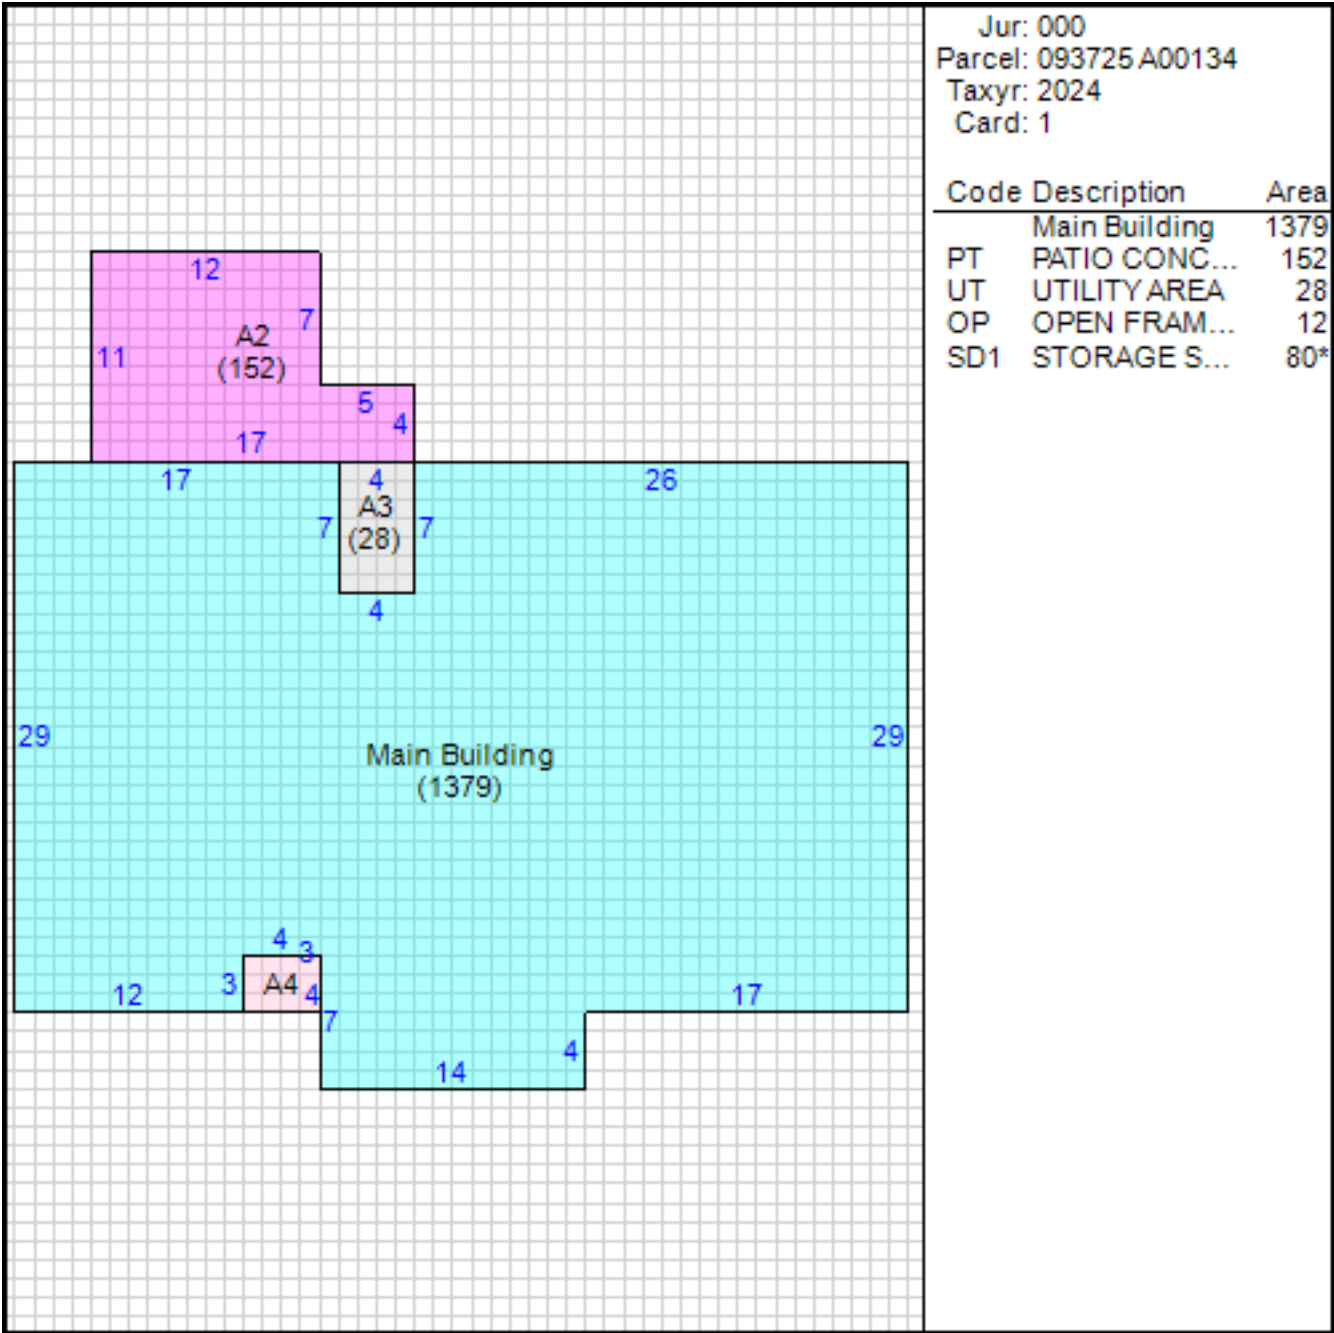 Jur: 000
Parcel: 093725 A00134
Taxyr: 2024
Card: 1
Code Description Area
Main Building 1379
PT PATIO CONC... 152
UT UTILITY AREA 28
OP OPEN FRAM... 12
SD1 STORAGE S... 80*
12
7
A2
(152)
11
5
4
17
17
4
26
A3
(28)
7
7
4
29
29
Main Building
(1379)
4
3
3
A4
4
12
17
7
4
14